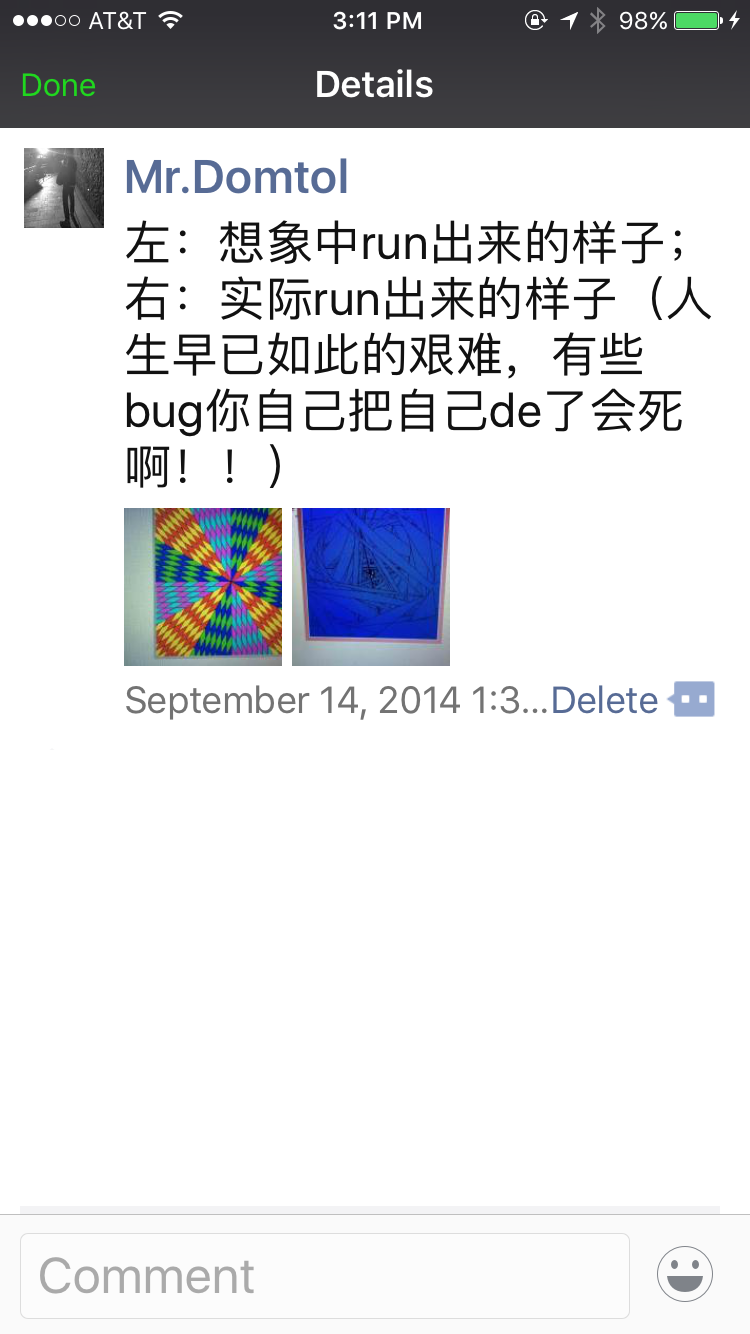 AT&T 3:11 PM 98%
Done Details
Mr.Domtol
左：想象中run出来的样子；
右：实际run出来的样子（人
生早已如此的艰难，有些
bug你自己把自己de了会死
啊！！）
September 14, 2014 1:3...Delete
Comment